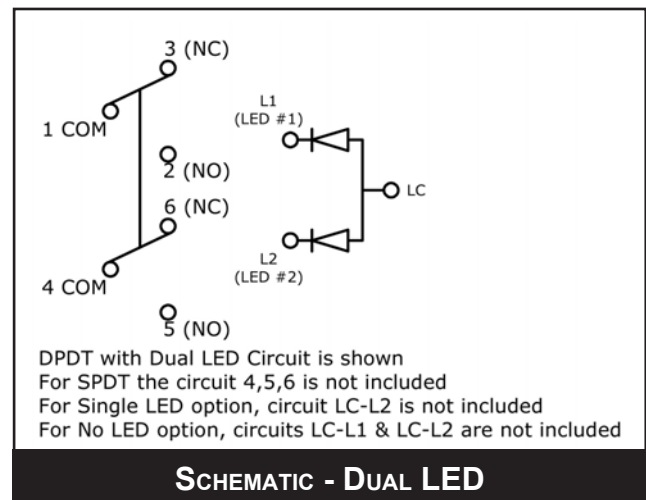 3 (NC)
1 COM
2 (NO)
6 (NC)
4 COM
5 (NO)
L1
(LED #1)
LC
L2
(LED #2)
DPDT with Dual LED Circuit is shown
For SPDT the circuit 4,5,6 is not included
For Single LED option, circuit LC-L2 is not included
For No LED option, circuits LC-L1 & LC-L2 are not included
SCHEMATIC - DUAL LED